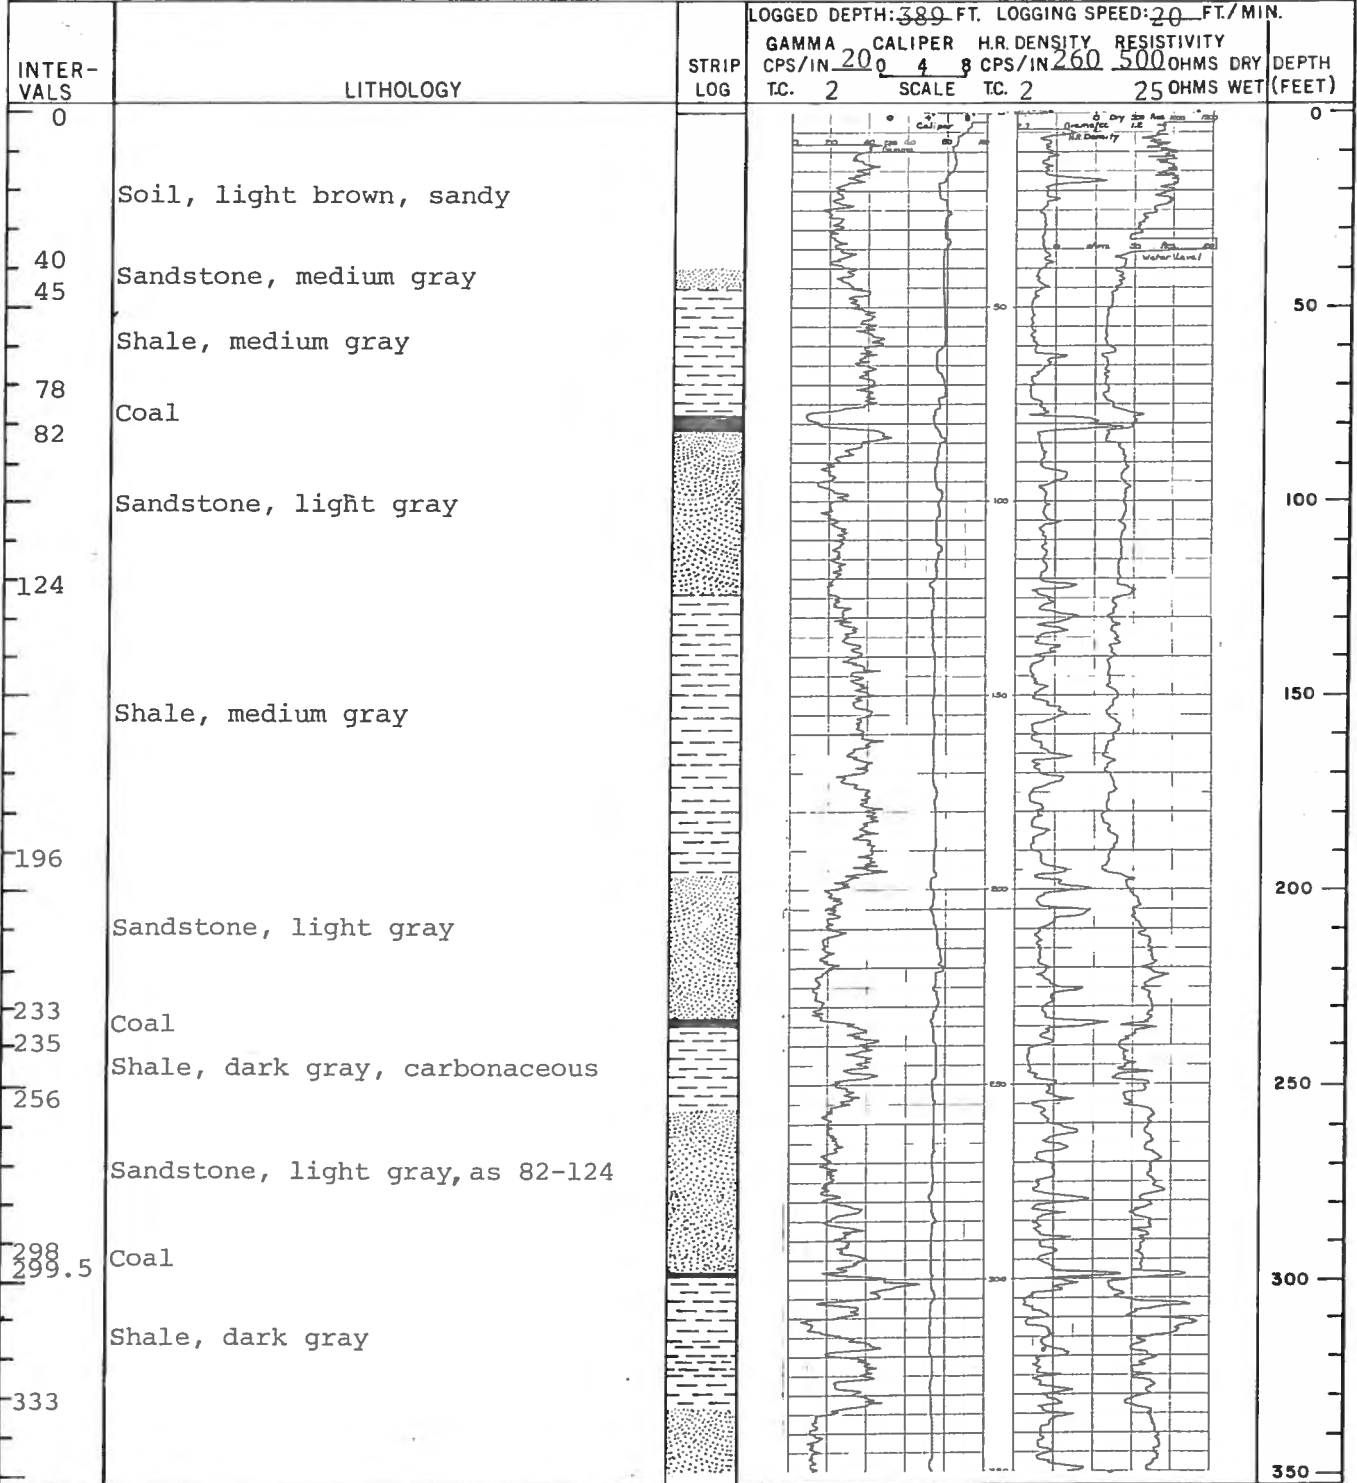 LOGGED DEPTH: 389 FT. LOGGING SPEED: 20 FT./MIN.
GAMMA CALIPER H.R. DENSITY RESISTIVITY
CPS/IN 20 0 4 8 CPS/IN 260 500 OHMS DRY
T.C. 2 SCALE T.C. 2 25 OHMS WET
INTER-
VALS
LITHOLOGY
STRIP
LOG
DEPTH
(FEET)
0
Soil, light brown, sandy
40
Sandstone, medium gray
45
Shale, medium gray
78
Coal
82
Sandstone, light gray
124
Shale, medium gray
196
Sandstone, light gray
233
Coal
235
Shale, dark gray, carbonaceous
256
Sandstone, light gray, as 82-124
298
Coal
299.5
Shale, dark gray
333
Caliper
H.R. Density
Water Level
50
100
150
200
250
300
0
50
100
150
200
250
300
350